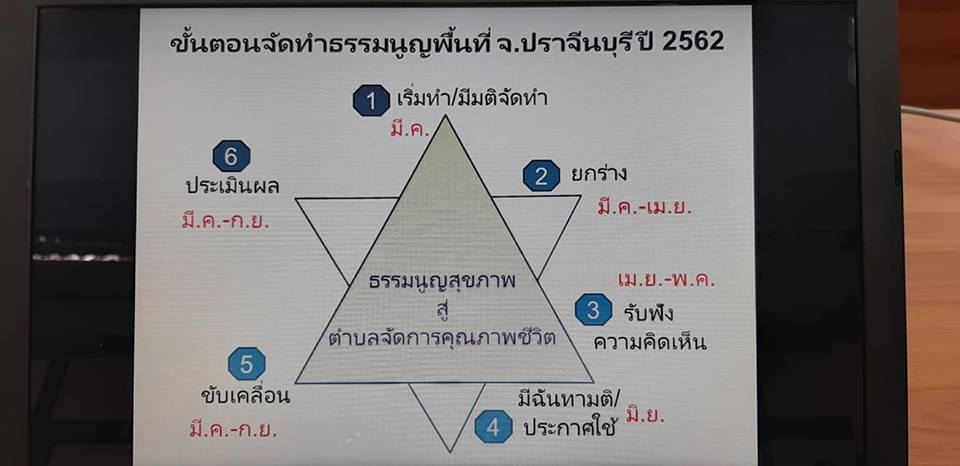 ขั้นตอนจัดทำธรรมนูญพื้นที่ จ.ปราจีนบุรี ปี 2562
1 เริ่มทำ/มีมติจัดทำ
มี.ค.
2 ยกร่าง
มี.ค.-เม.ย.
เม.ย.-พ.ค.
3 รับฟัง
ความคิดเห็น
4 มีฉันทามติ/
ประกาศใช้ มิ.ย.
5
ขับเคลื่อน
มี.ค.-ก.ย.
6
ประเมินผล
มี.ค.-ก.ย.
ธรรมนูญสุขภาพ
สู่
ตำบลจัดการคุณภาพชีวิต